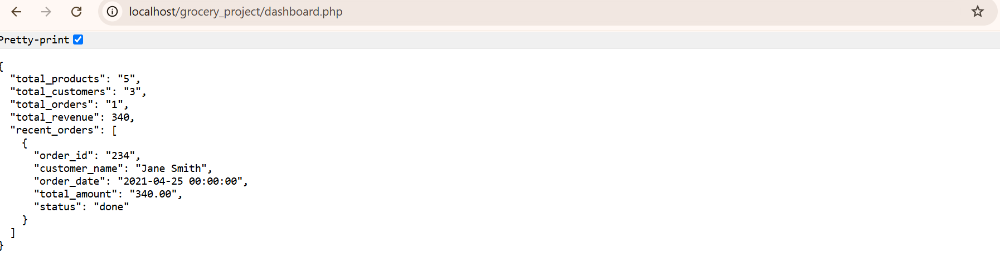 localhost/grocery_project/dashboard.php
Pretty-print
{
  "total_products": "5",
  "total_customers": "3",
  "total_orders": "1",
  "total_revenue": 340,
  "recent_orders": [
    {
      "order_id": "234",
      "customer_name": "Jane Smith",
      "order_date": "2021-04-25 00:00:00",
      "total_amount": "340.00",
      "status": "done"
    }
  ]
}